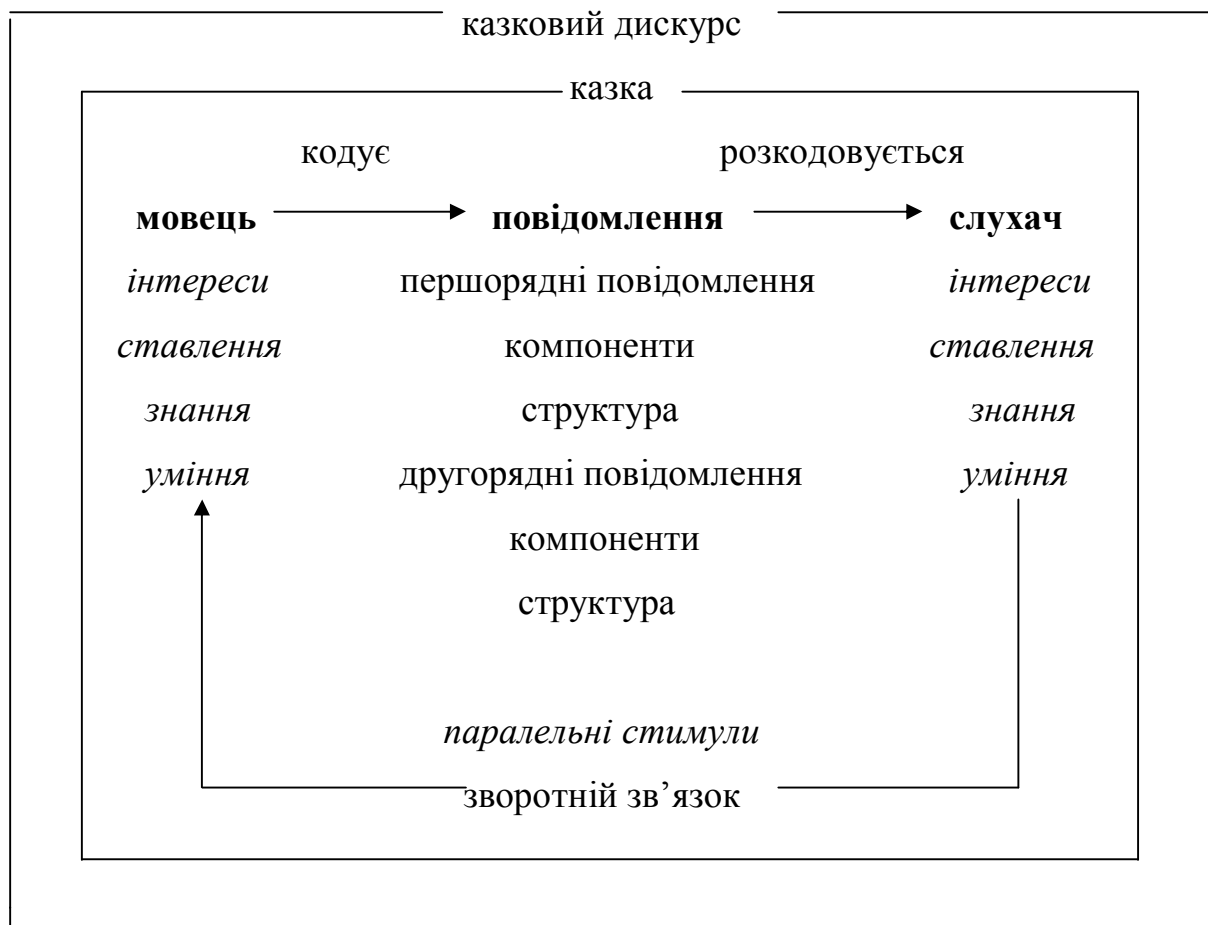 казковий дискурс
казка
кодує розкодовується
мовець повідомлення слухач
інтереси першорядні повідомлення інтереси
ставлення компоненти ставлення
знання структура знання
уміння другорядні повідомлення уміння
компоненти
структура
паралельні стимули
зворотній зв’язок